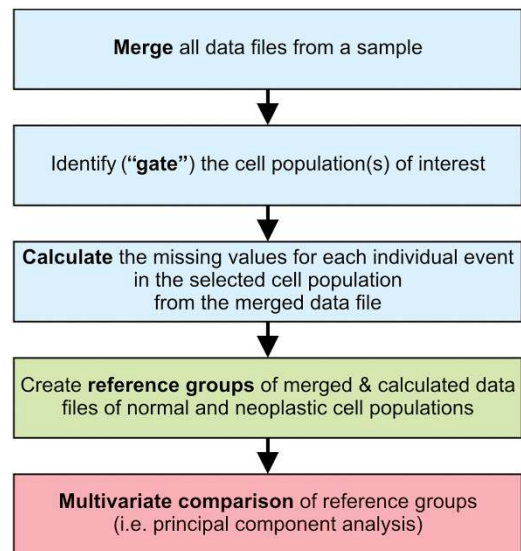 Merge all data files from a sample
Identify (“gate”) the cell population(s) of interest
Calculate the missing values for each individual event
in the selected cell population
from the merged data file
Create reference groups of merged & calculated data
files of normal and neoplastic cell populations
Multivariate comparison of reference groups
(i.e. principal component analysis)